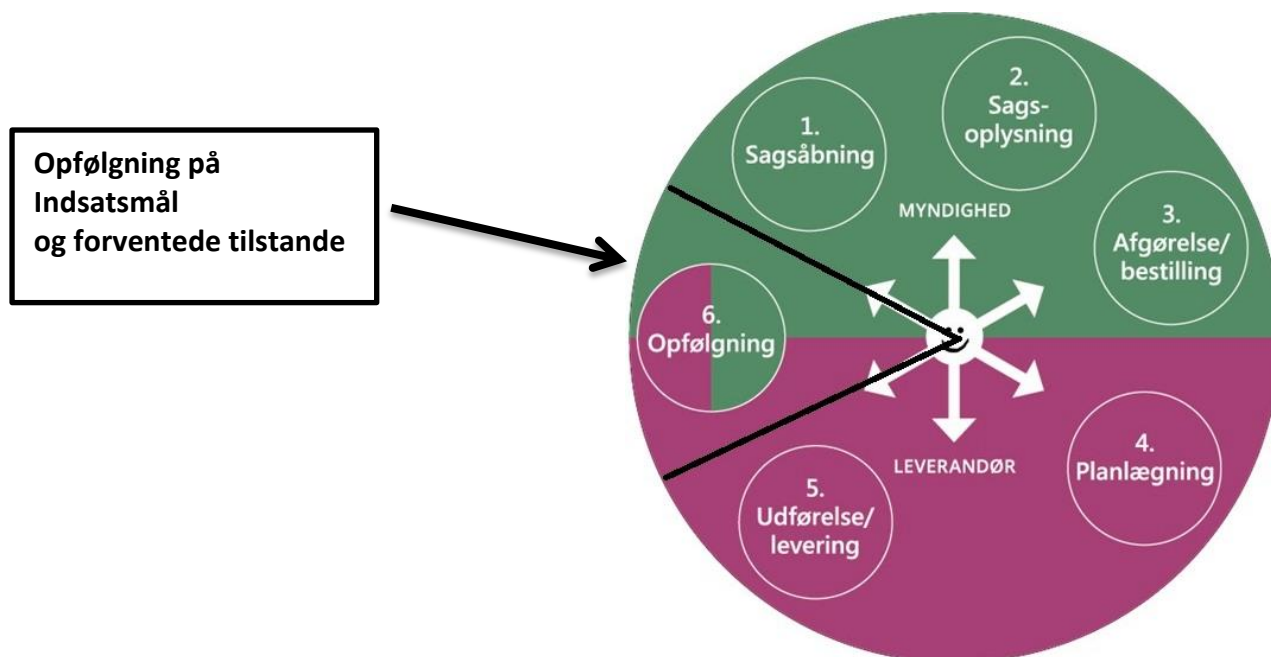 Opfølgning på
Indsatsmål
og forventede tilstande
1.
Sagsåbning
2.
Sags-
oplysning
3.
Afgørelse/
bestilling
MYNDIGHED
6.
Opfølgning
LEVERANDØR
4.
Planlægning
5.
Udførelse/
levering